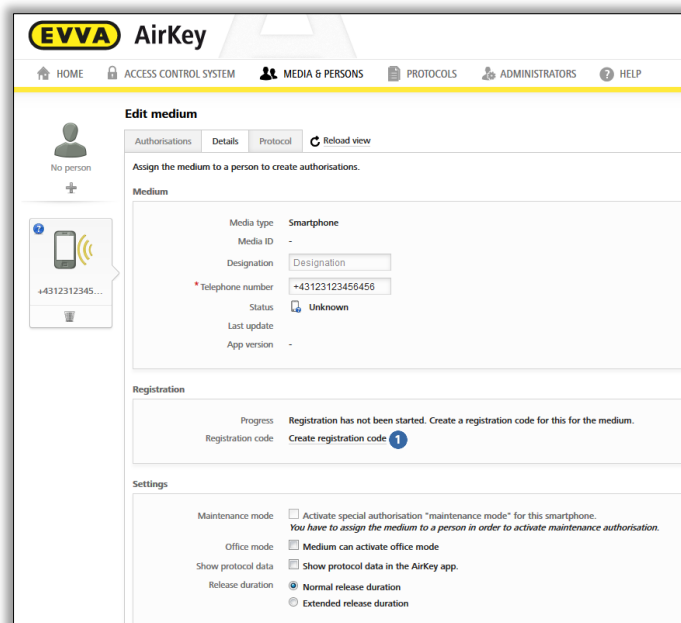 EVVA AirKey
HOME ACCESS CONTROL SYSTEM MEDIA & PERSONS PROTOCOLS ADMINISTRATORS ? HELP
Edit medium
No person
Authorisations Details Protocol Reload view
Assign the medium to a person to create authorisations.
Medium
?
+4312312345...
Media type Smartphone
Media ID -
Designation Designation
* Telephone number +43123123456456
Status Unknown
Last update
App version -
Registration
Progress Registration has not been started. Create a registration code for this for the medium.
Registration code Create registration code 1
Settings
Maintenance mode Activate special authorisation "maintenance mode" for this smartphone.
You have to assign the medium to a person in order to activate maintenance authorisation.
Office mode Medium can activate office mode
Show protocol data Show protocol data in the AirKey app.
Release duration Normal release duration
Extended release duration